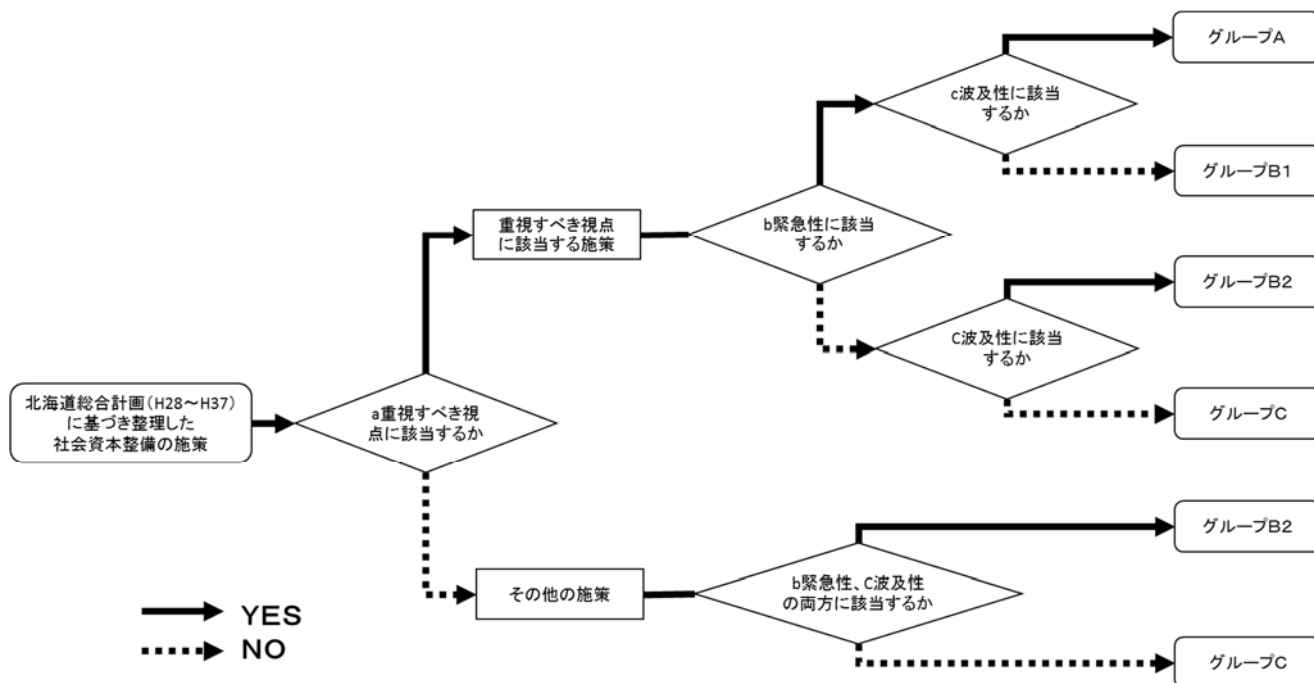 グループA
c波及性に該当
するか
グループB1
重視すべき視点
に該当する施策
b緊急性に該当
するか
グループB2
C波及性に該当
するか
グループC
北海道総合計画(H28～H37)
に基づき整理した
社会資本整備の施策
a重視すべき視
点に該当するか
グループB2
その他の施策
b緊急性、C波及性
の両方に該当するか
グループC
YES
NO